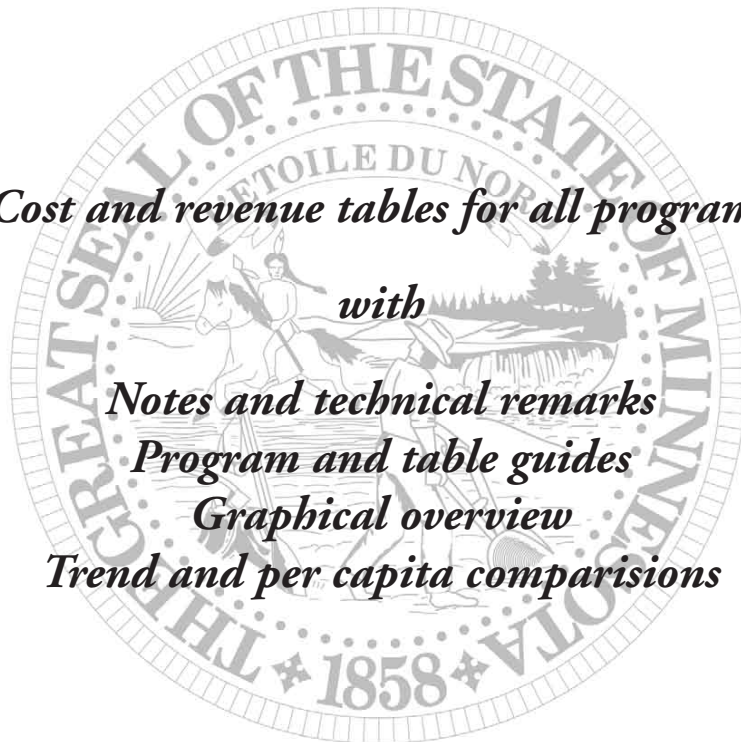 THE GREAT SEAL OF THE STATE OF MINNESOTA
L'ETOILE DU NORD
Cost and revenue tables for all program
with
Notes and technical remarks
Program and table guides
Graphical overview
Trend and per capita comparisions
1858